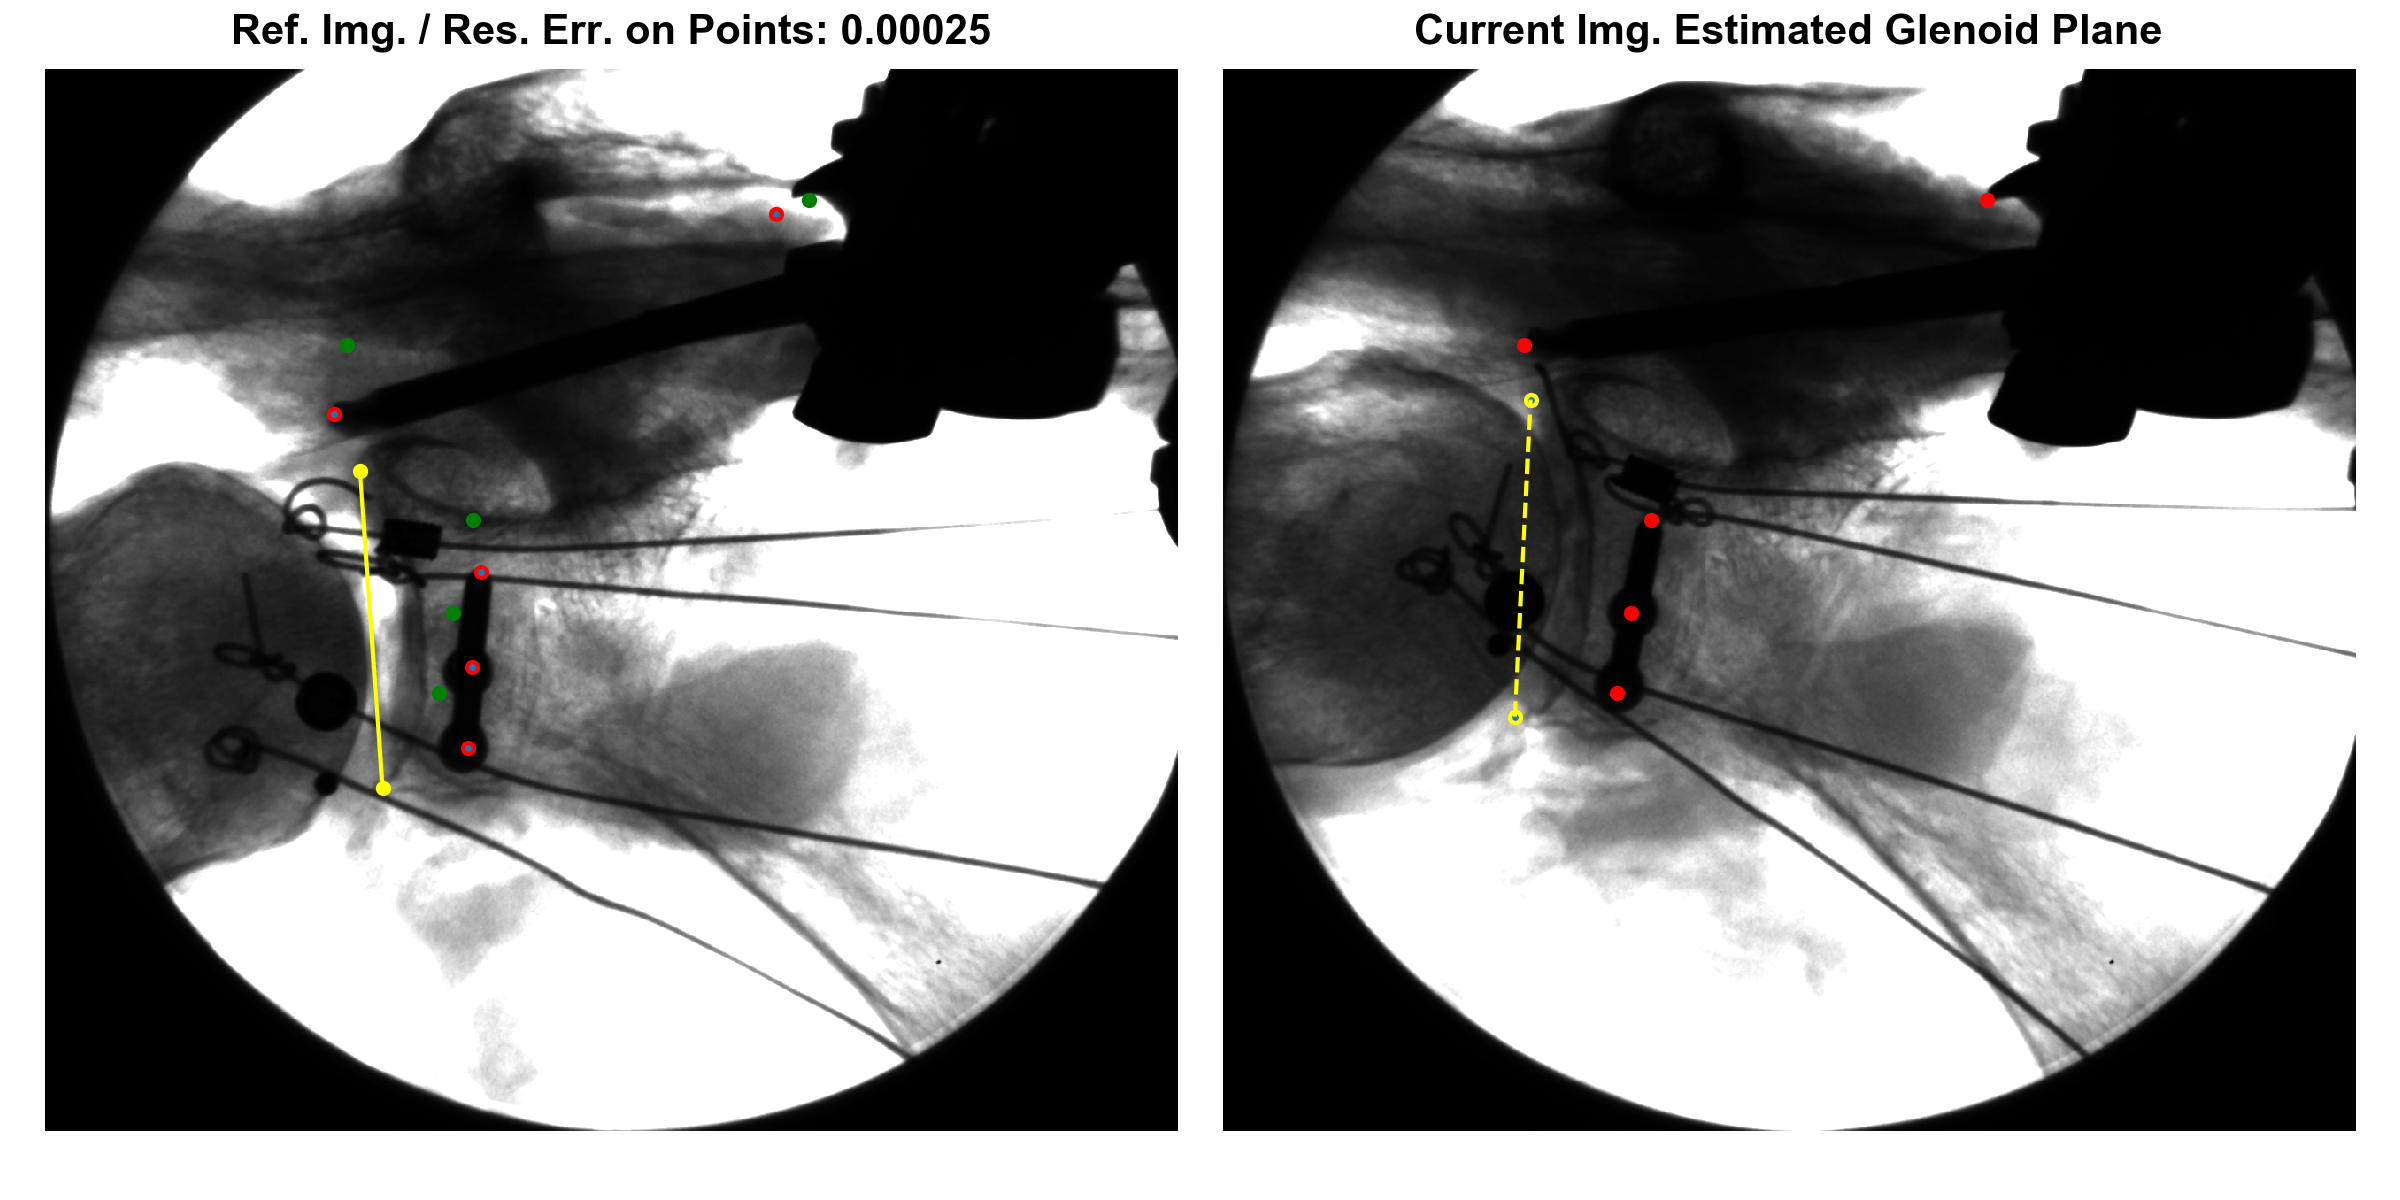 Ref. Img. / Res. Err. on Points: 0.00025
Current Img. Estimated Glenoid Plane